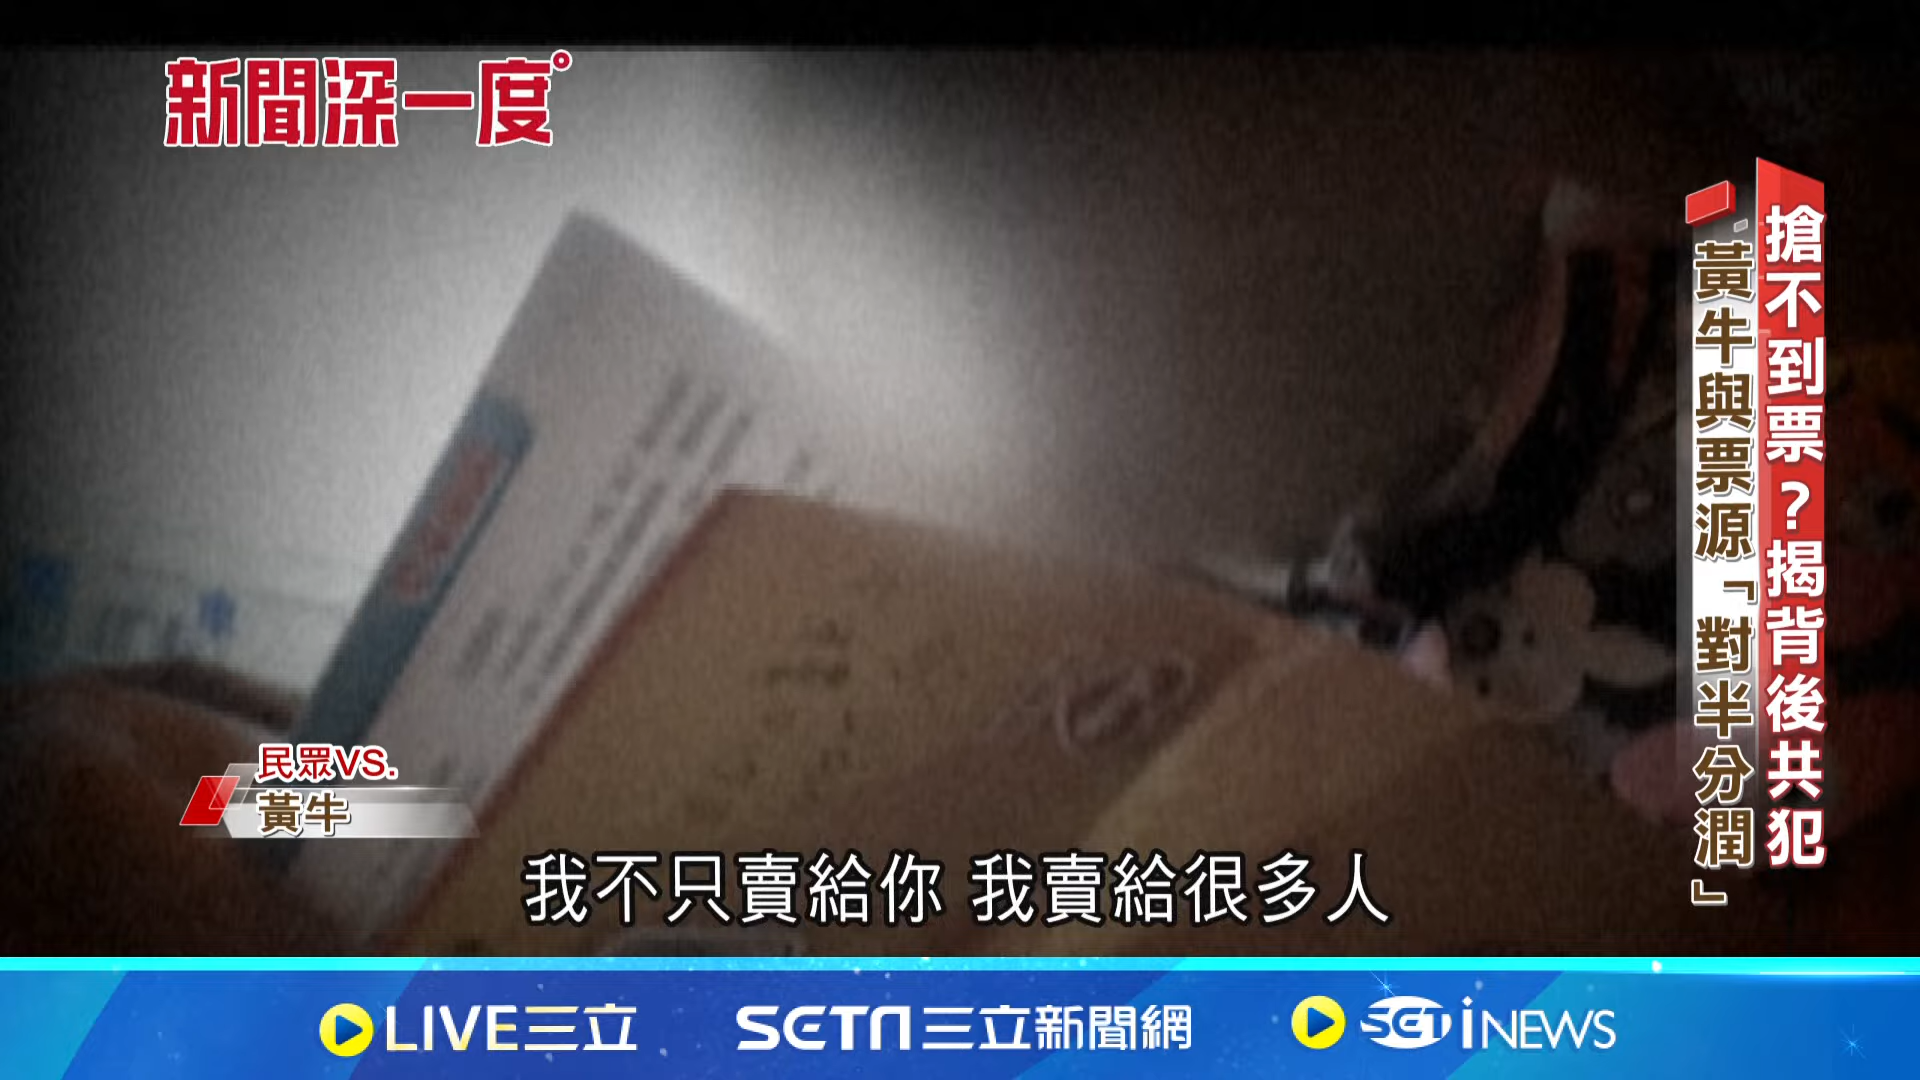 新聞深一度
搶不到票?揭背後共犯
黃牛與票源「對半分潤」
民眾VS.
黃牛
我不只賣給你 我賣給很多人
LIVE三立
SETN三立新聞網
SETiNEWS